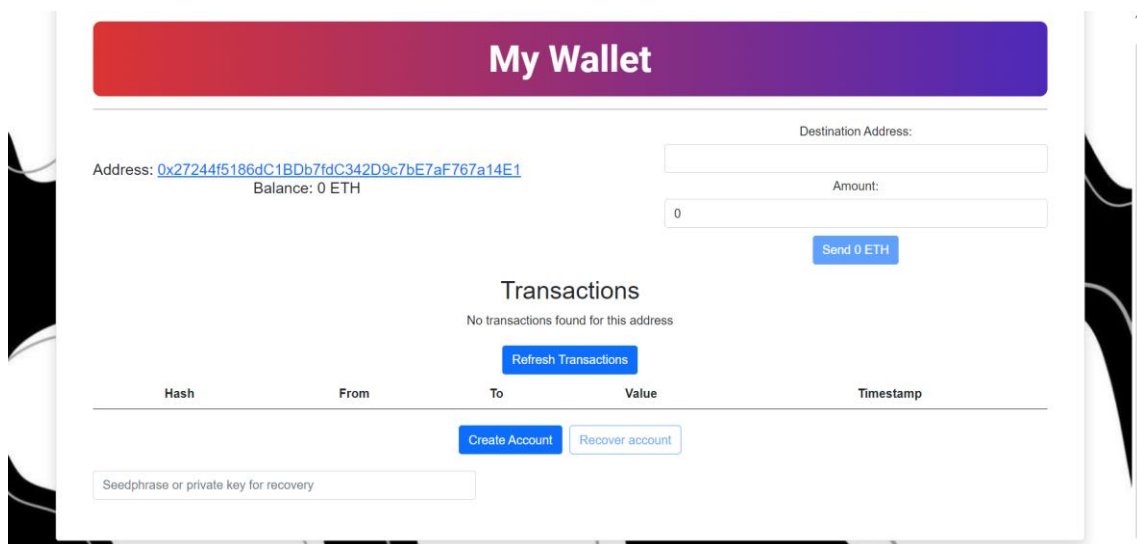 My Wallet
Address: 0x27244f5186dC1BDb7fdC342D9c7bE7aF767a14E1
Balance: 0 ETH
Destination Address:
Amount:
0
Send 0 ETH
Transactions
No transactions found for this address
Refresh Transactions
Hash From To Value Timestamp
Create Account Recover account
Seedphrase or private key for recovery